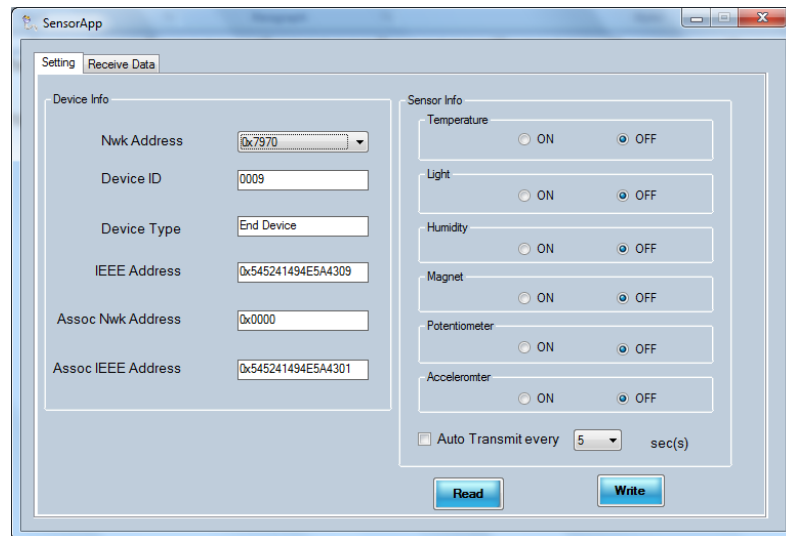 SensorApp
Setting
Receive Data
Device Info
Nwk Address
0x7970
Device ID
0009
Device Type
End Device
IEEE Address
0x545241494E5A4309
Assoc Nwk Address
0x0000
Assoc IEEE Address
0x545241494E5A4301
Sensor Info
Temperature
ON OFF
Light
ON OFF
Humidity
ON OFF
Magnet
ON OFF
Potentiometer
ON OFF
Acceleromter
ON OFF
Auto Transmit every 5 sec(s)
Read
Write